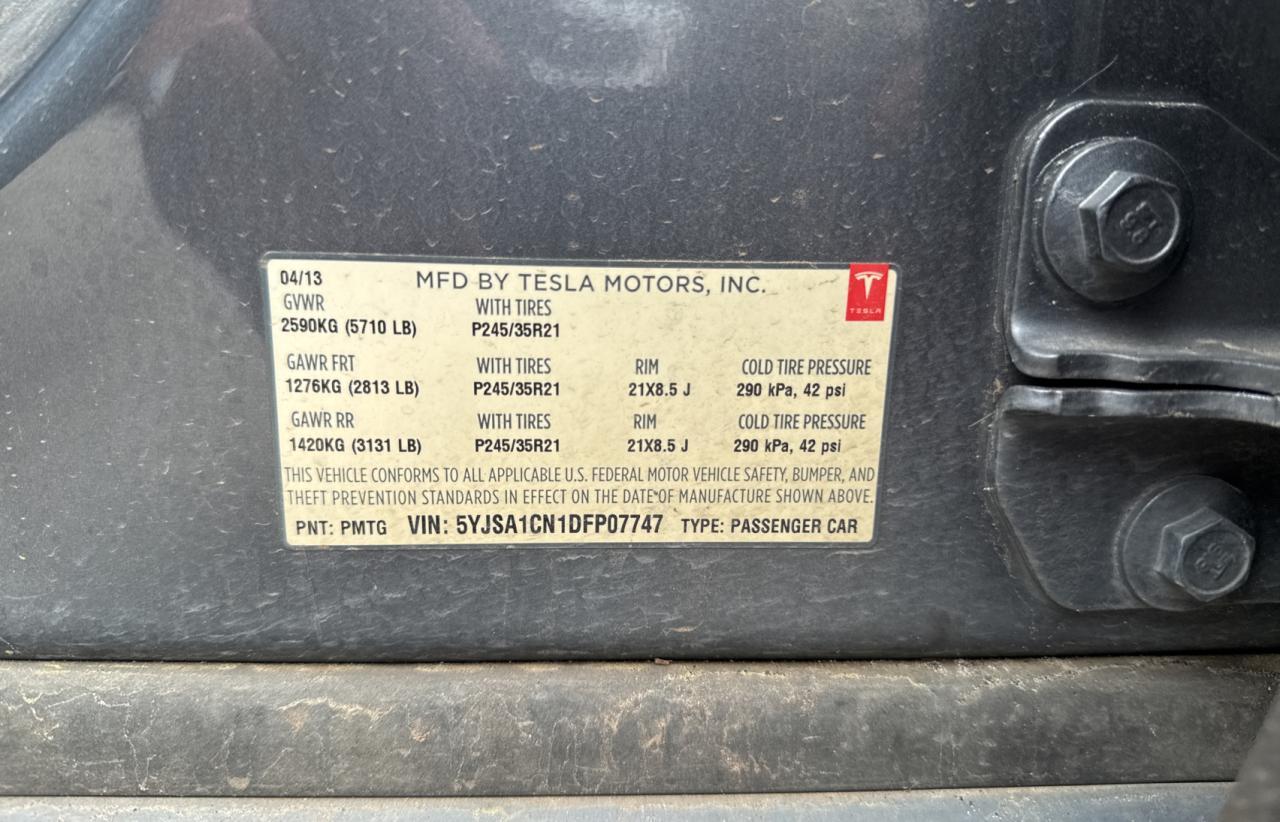 04/13 MFD BY TESLA MOTORS, INC.
TESLA
GVWR WITH TIRES
2590KG (5710 LB) P245/35R21
GAWR FRT WITH TIRES RIM COLD TIRE PRESSURE
1276KG (2813 LB) P245/35R21 21X8.5 J 290 kPa, 42 psi
GAWR RR WITH TIRES RIM COLD TIRE PRESSURE
1420KG (3131 LB) P245/35R21 21X8.5 J 290 kPa, 42 psi
THIS VEHICLE CONFORMS TO ALL APPLICABLE U.S. FEDERAL MOTOR VEHICLE SAFETY, BUMPER, AND
THEFT PREVENTION STANDARDS IN EFFECT ON THE DATE OF MANUFACTURE SHOWN ABOVE.
PNT: PMTG VIN: 5YJSA1CN1DFP07747 TYPE: PASSENGER CAR